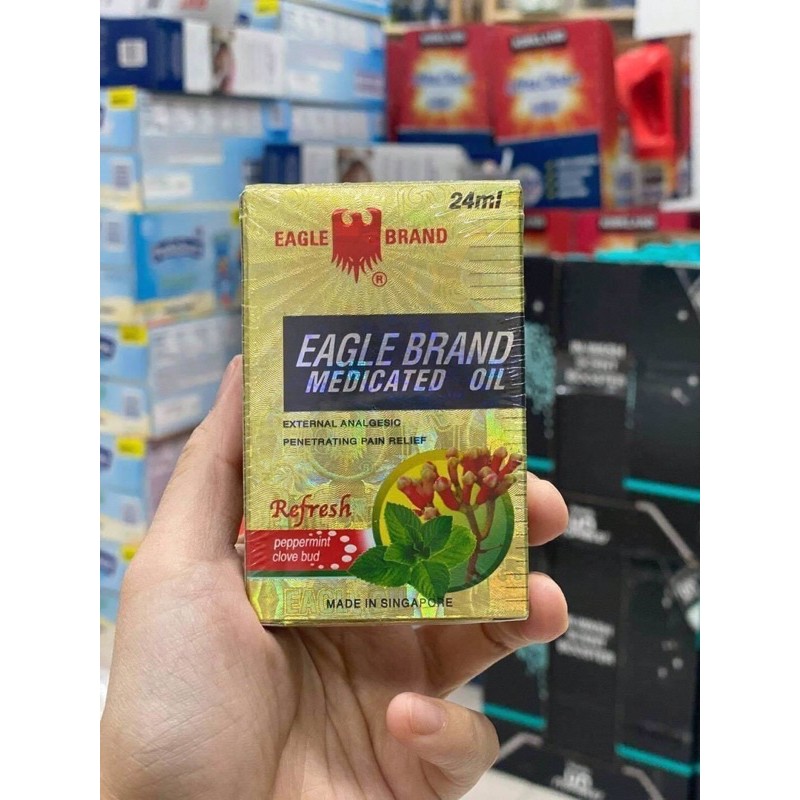 24ml
EAGLE BRAND
®
EAGLE BRAND
MEDICATED OIL
EXTERNAL ANALGESIC
PENETRATING PAIN RELIEF
Refresh
peppermint
clove bud
MADE IN SINGAPORE